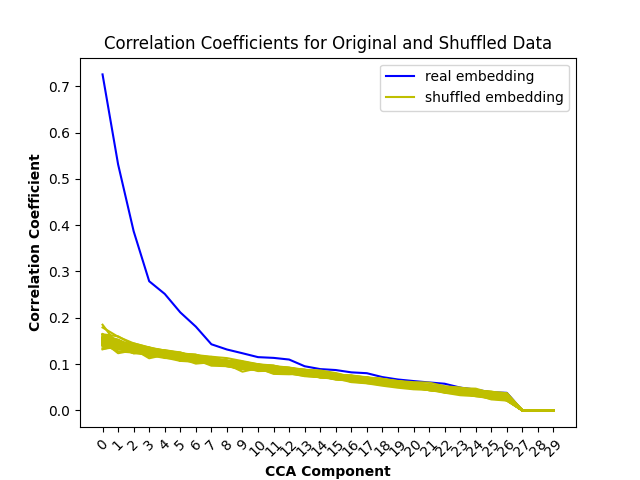 Correlation Coefficients for Original and Shuffled Data
real embedding
shuffled embedding
Correlation Coefficient
0.7
0.6
0.5
0.4
0.3
0.2
0.1
0.0
0 1 2 3 4 5 6 7 8 9 10 11 12 13 14 15 16 17 18 19 20 21 22 23 24 25 26 27 28 29
CCA Component